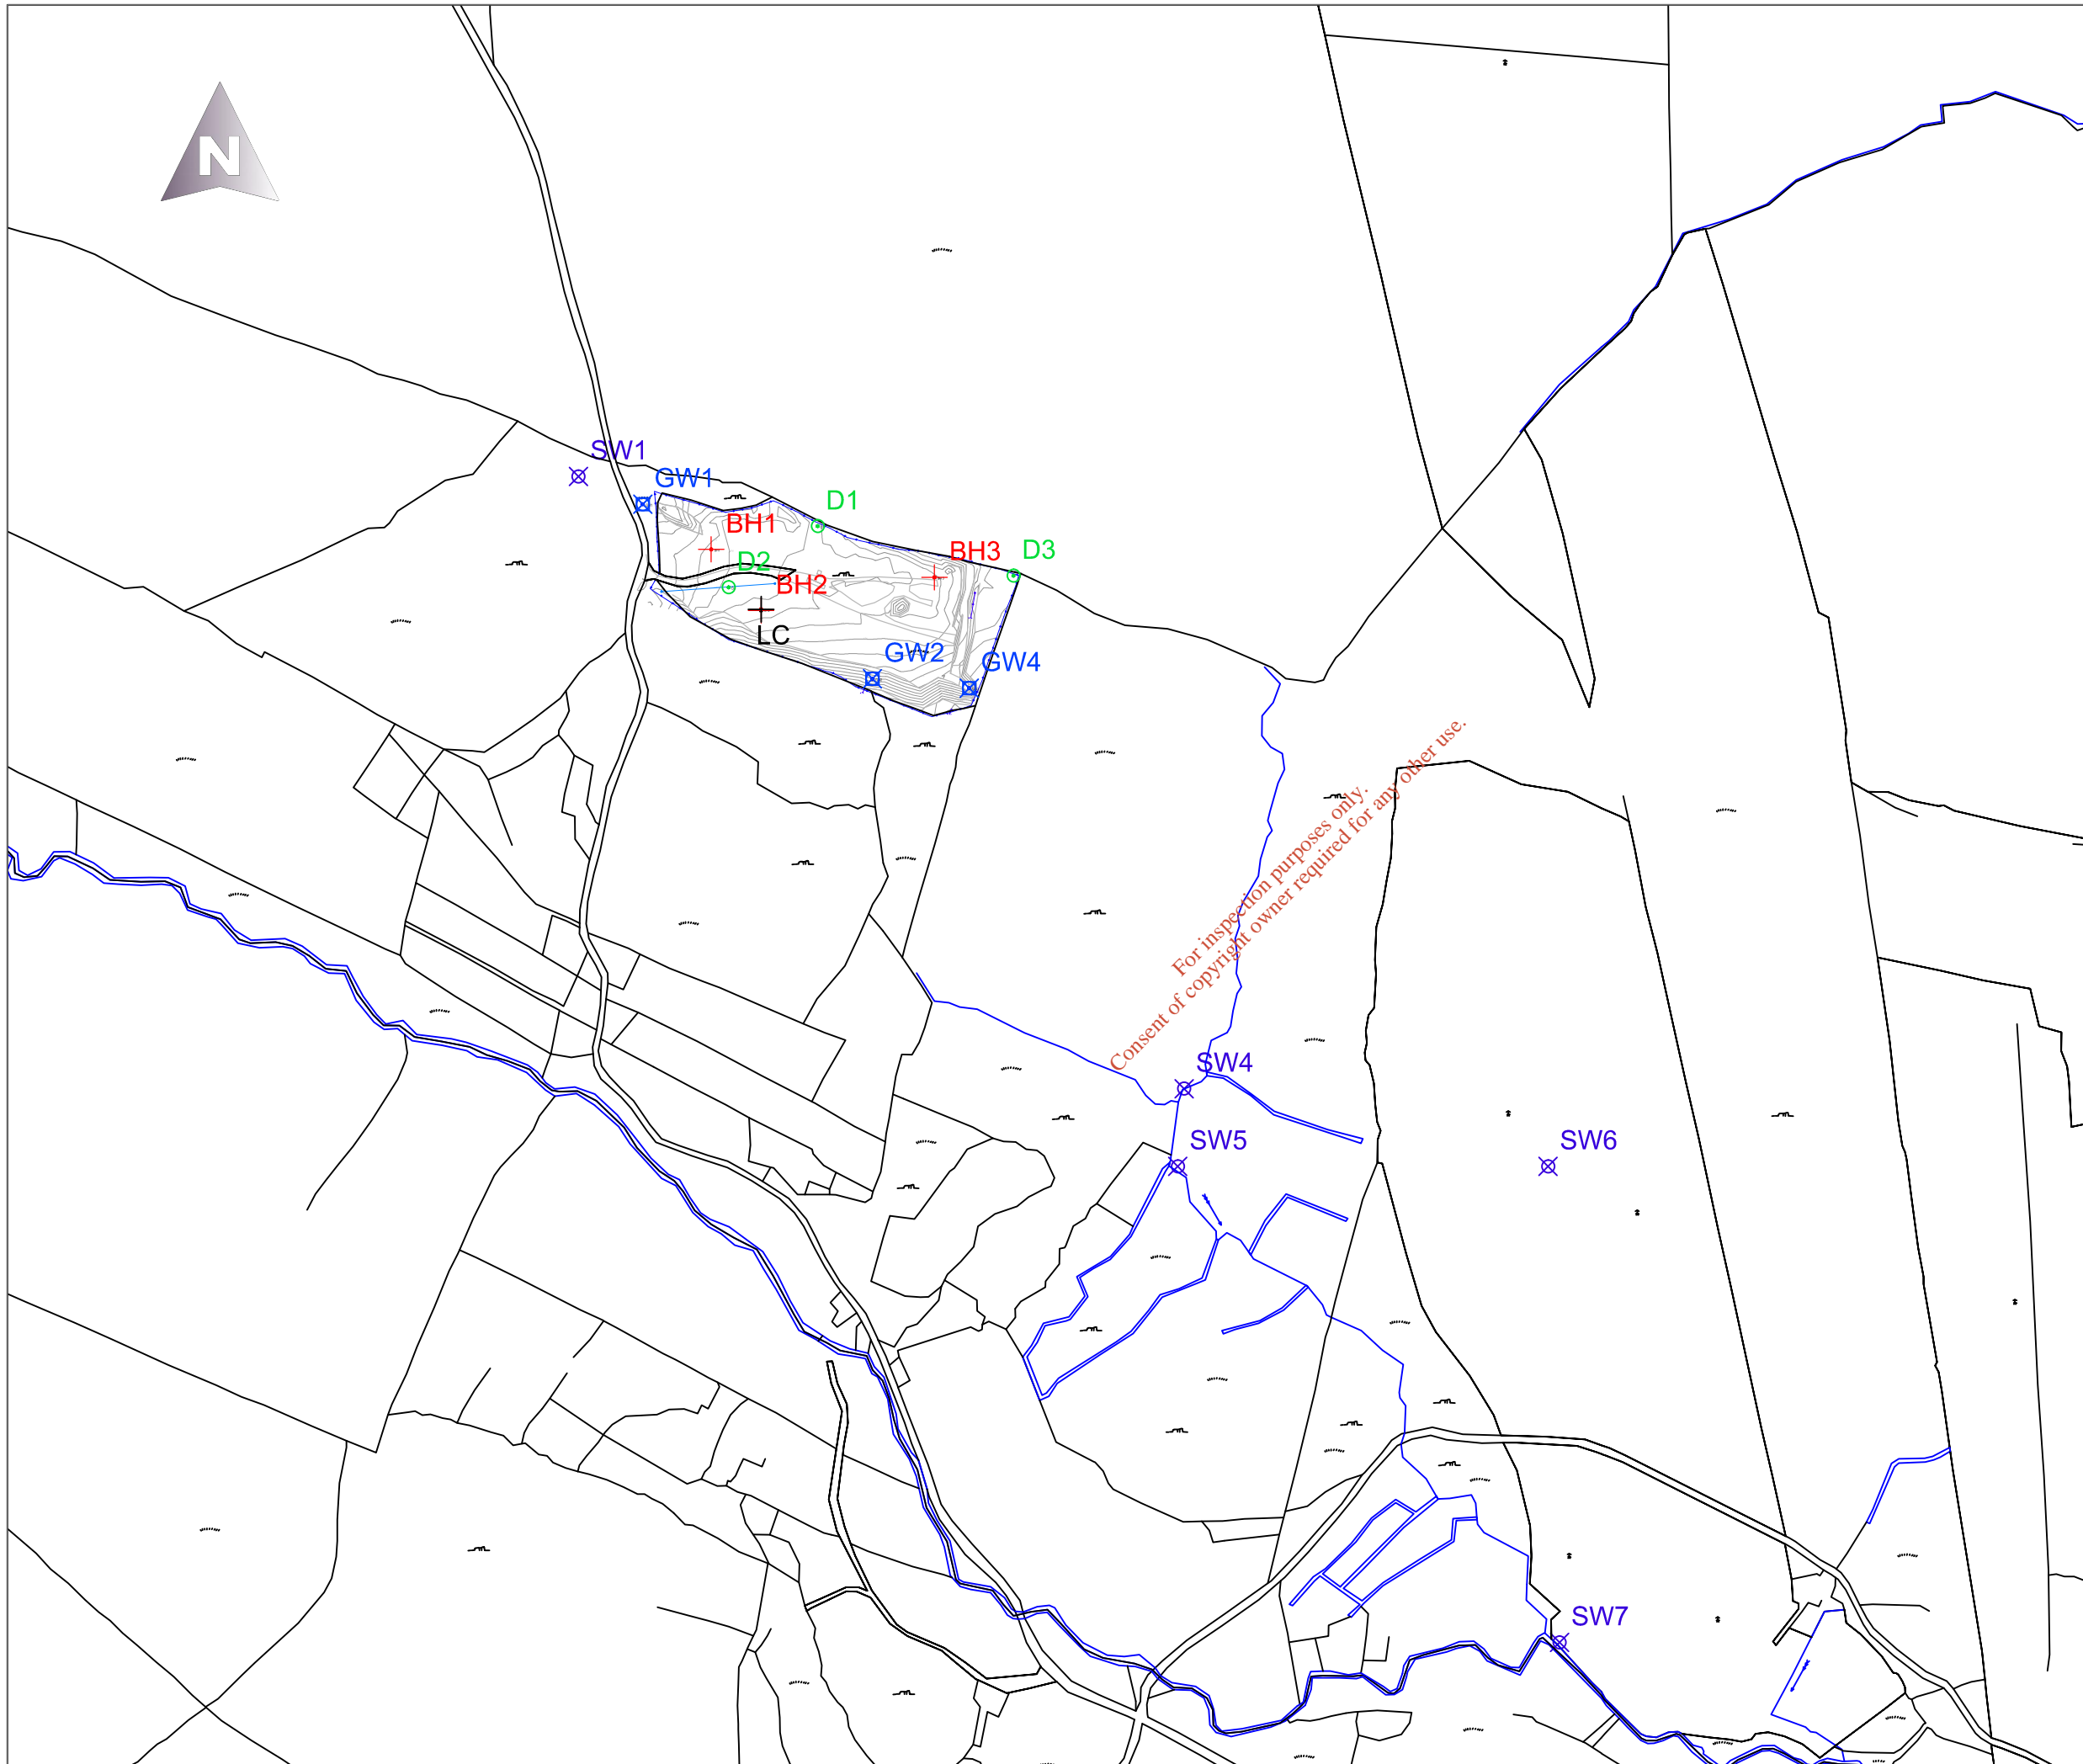 N
SW1
GW1
D1
BH1
BH3
D3
D2
BH2
LC
GW2
GW4
For inspection purposes only.
Consent of copyright owner required for any other use.
SW4
SW5
SW6
SW7